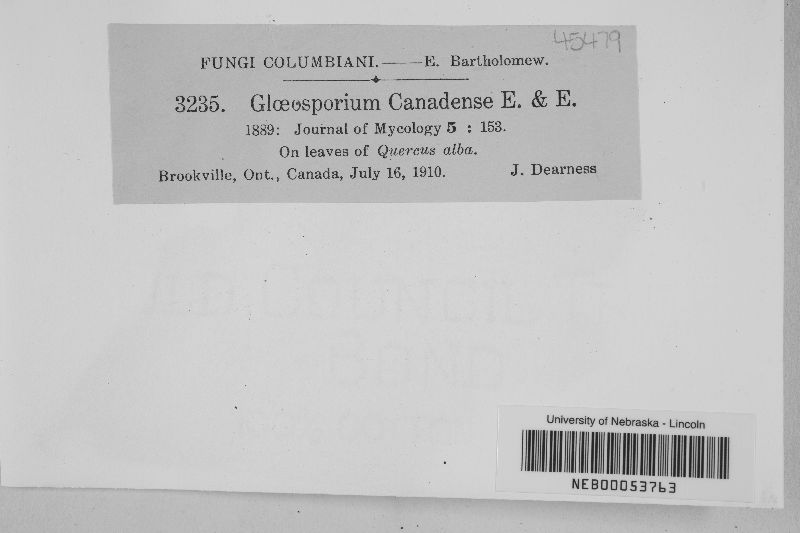 45479
FUNGI COLUMBIANI.——E. Bartholomew.
3235. Glœosporium Canadense E. & E.
1889: Journal of Mycology 5 : 153.
On leaves of Quercus alba.
Brookville, Ont., Canada, July 16, 1910. J. Dearness
University of Nebraska - Lincoln
NEB00053763